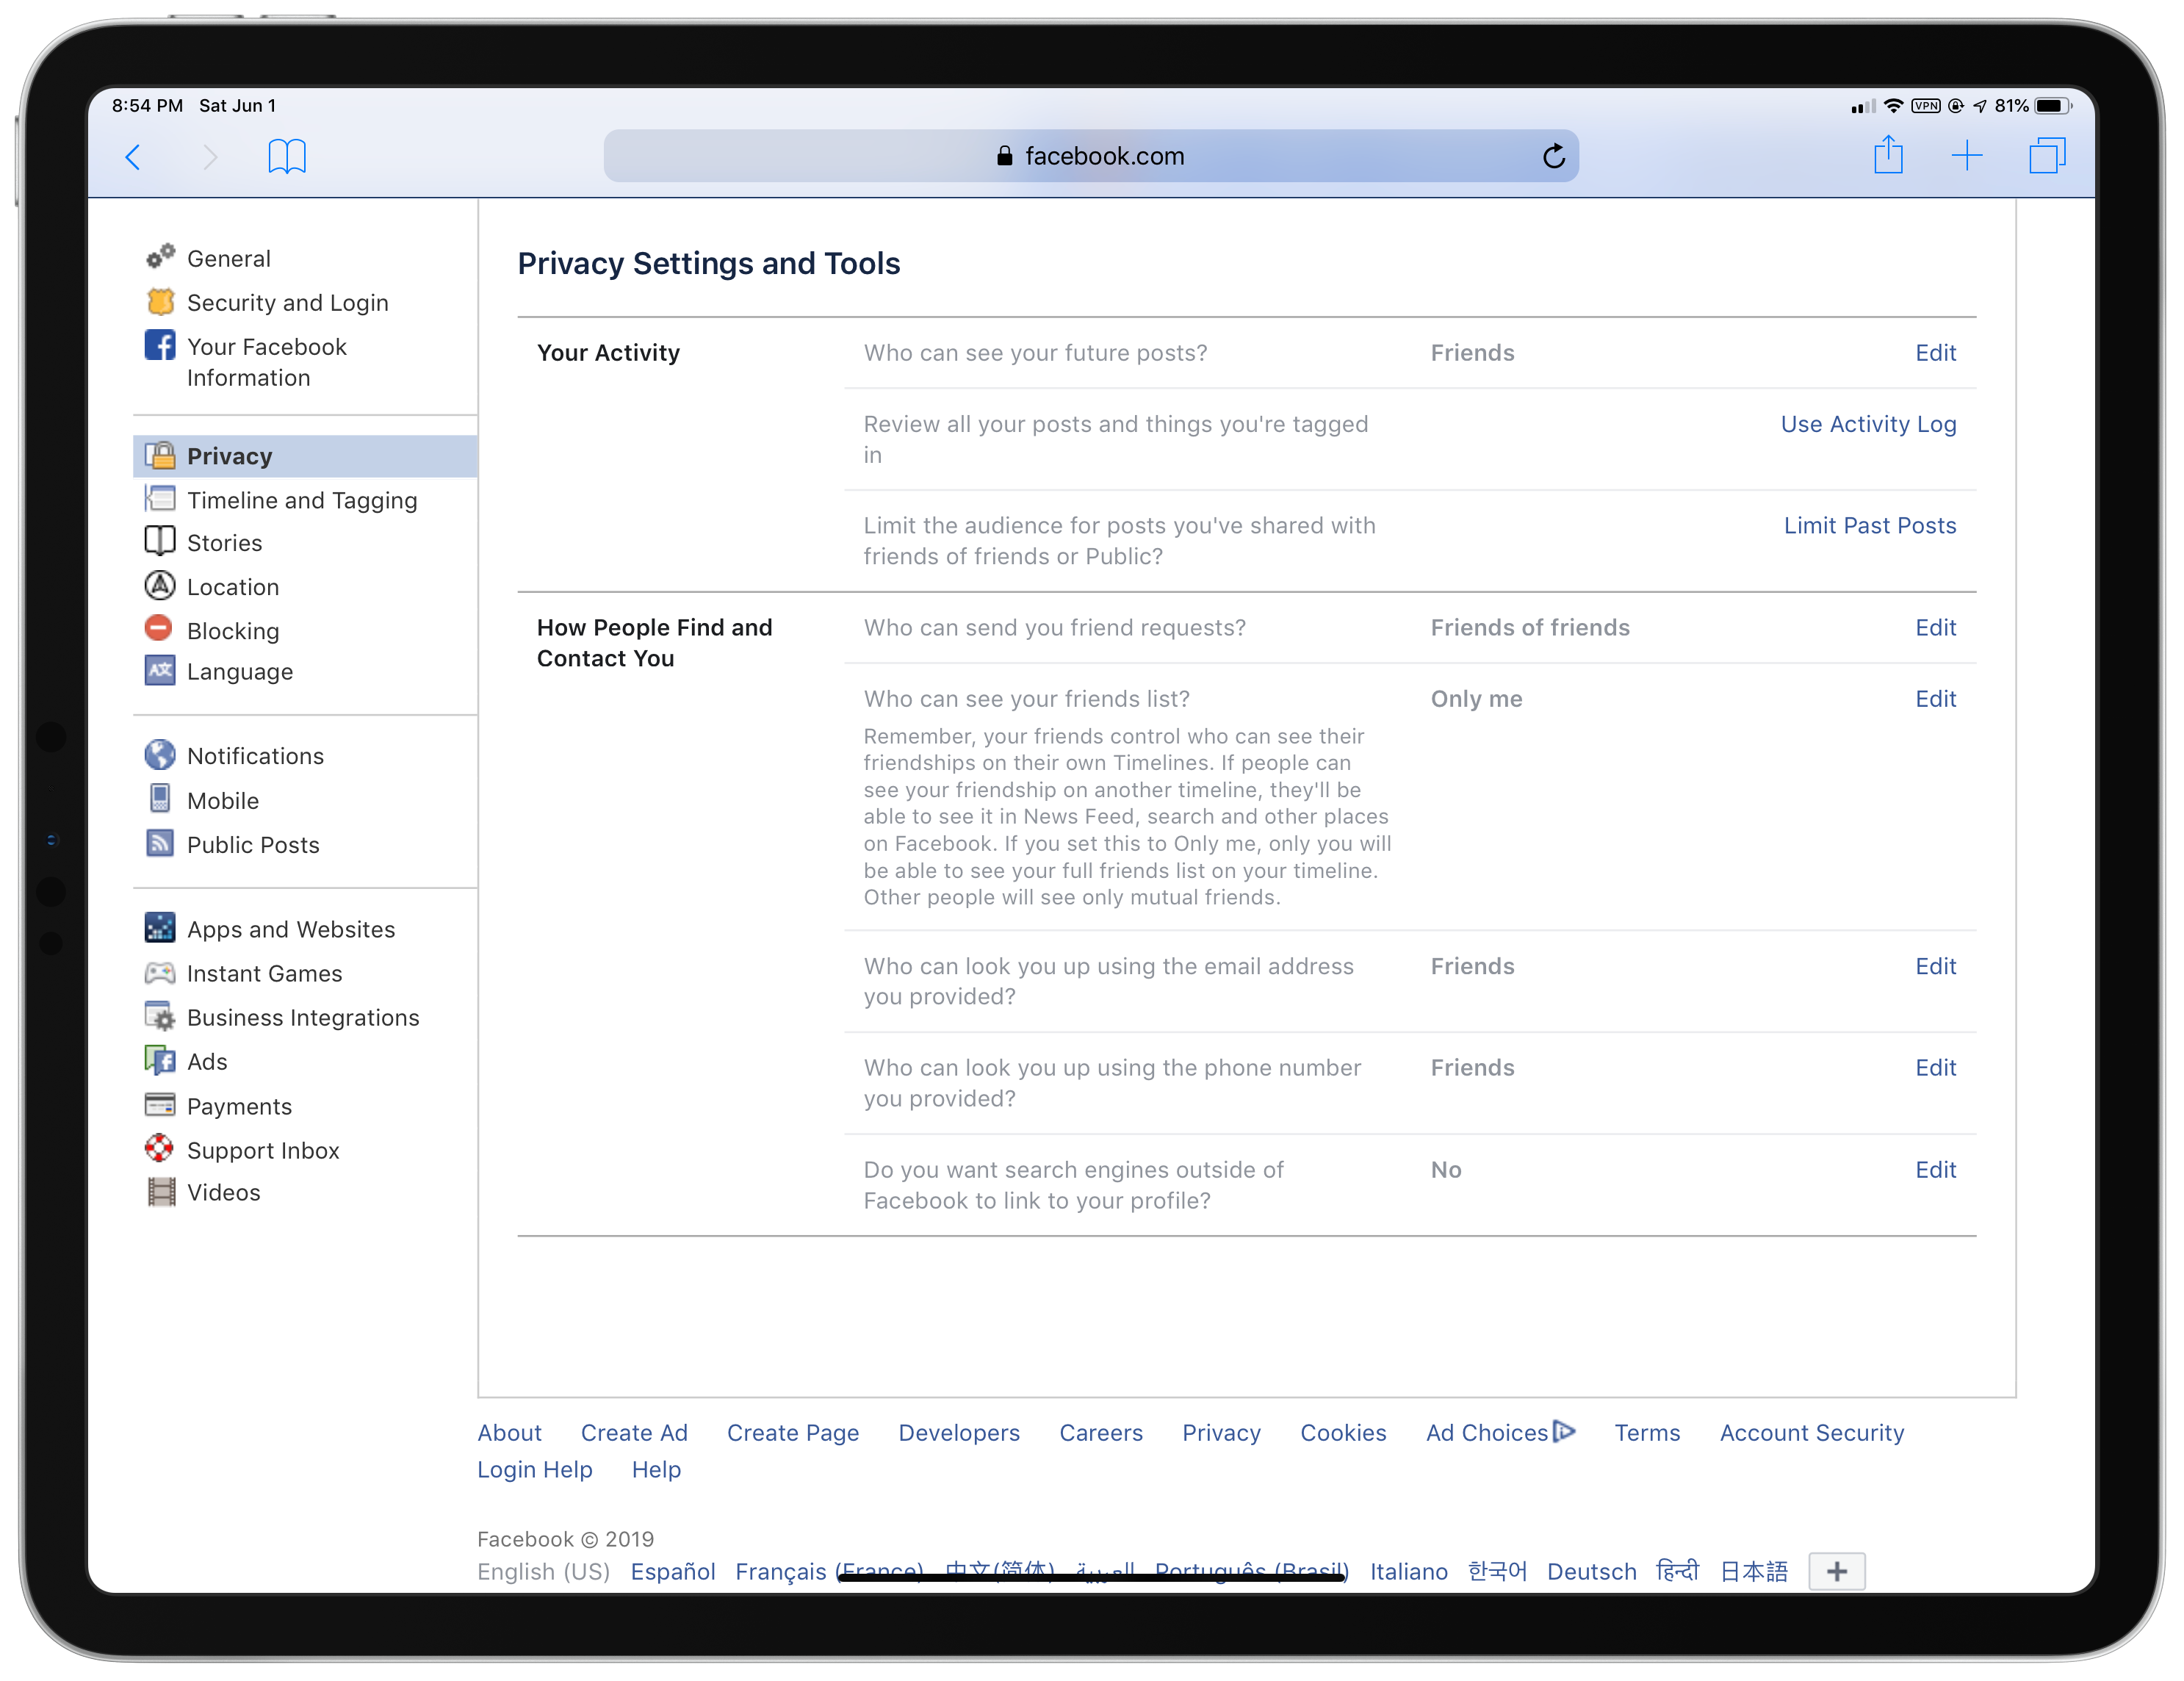 8:54 PM Sat Jun 1
VPN 81%
facebook.com
General
Security and Login
Your Facebook
Information
Privacy
Timeline and Tagging
Stories
Location
Blocking
Language
Notifications
Mobile
Public Posts
Apps and Websites
Instant Games
Business Integrations
Ads
Payments
Support Inbox
Videos
Privacy Settings and Tools
Your Activity
Who can see your future posts? Friends Edit
Review all your posts and things you're tagged
in
Use Activity Log
Limit the audience for posts you've shared with
friends of friends or Public?
Limit Past Posts
How People Find and
Contact You
Who can send you friend requests? Friends of friends Edit
Who can see your friends list? Only me Edit
Remember, your friends control who can see their
friendships on their own Timelines. If people can
see your friendship on another timeline, they'll be
able to see it in News Feed, search and other places
on Facebook. If you set this to Only me, only you will
be able to see your full friends list on your timeline.
Other people will see only mutual friends.
Who can look you up using the email address
you provided?
Friends Edit
Who can look you up using the phone number
you provided?
Friends Edit
Do you want search engines outside of
Facebook to link to your profile?
No Edit
About Create Ad Create Page Developers Careers Privacy Cookies Ad Choices Terms Account Security
Login Help Help
Facebook © 2019
English (US) Español Français (France) 中文(简体) العربية Português (Brasil) Italiano 한국어 Deutsch हिन्दी 日本語